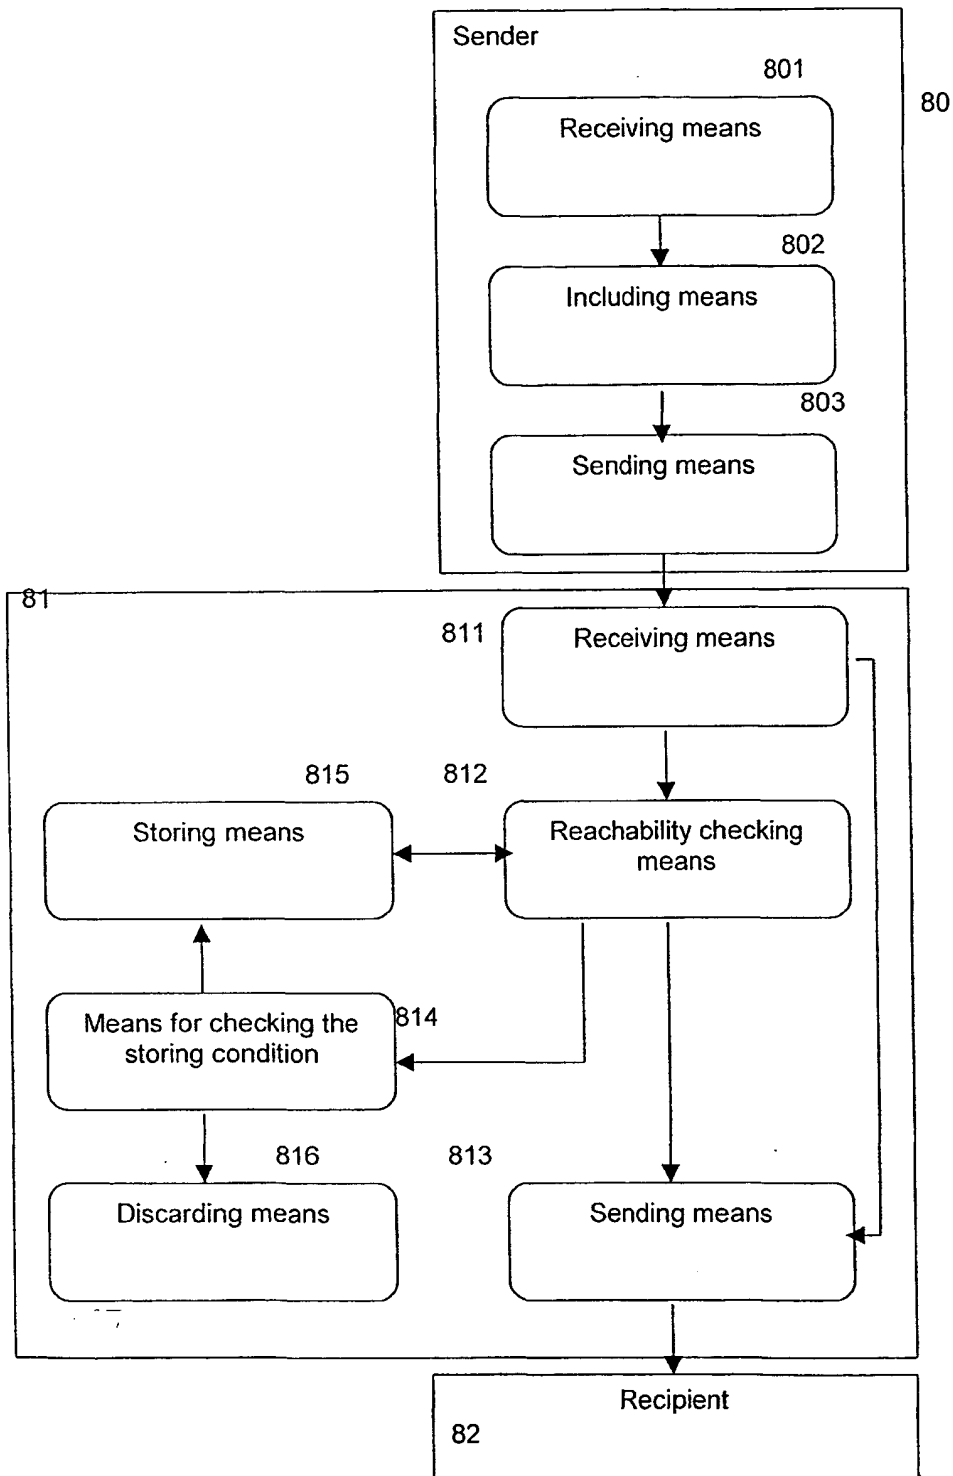 Sender
801
80
Receiving means
802
Including means
803
Sending means
81
811
Receiving means
815
812
Storing means
Reachability checking
means
Means for checking the
storing condition
814
816
813
Discarding means
Sending means
Recipient
82